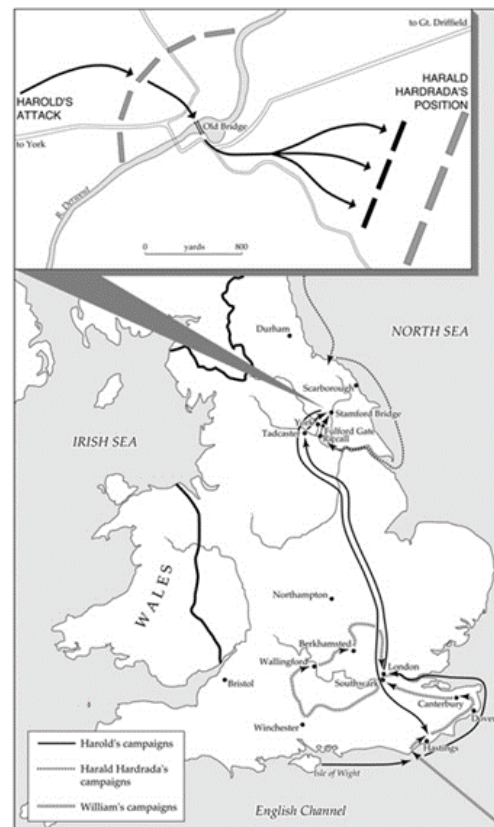 to Gt. Driffield
HAROLD'S
ATTACK
HARALD
HARDRADA'S
POSITION
Old Bridge
to York
R. Derwent
0 yards 800
Durham
NORTH SEA
Scarborough
Stamford Bridge
York
Fulford Gate
Tadcaster
Riccall
IRISH SEA
WALES
Northampton
Berkhamsted
Wallingford
London
Bristol
Southwark
Canterbury
Dover
Winchester
Hastings
Isle of Wight
English Channel
Harold's campaigns
Harald Hardrada's
campaigns
William's campaigns